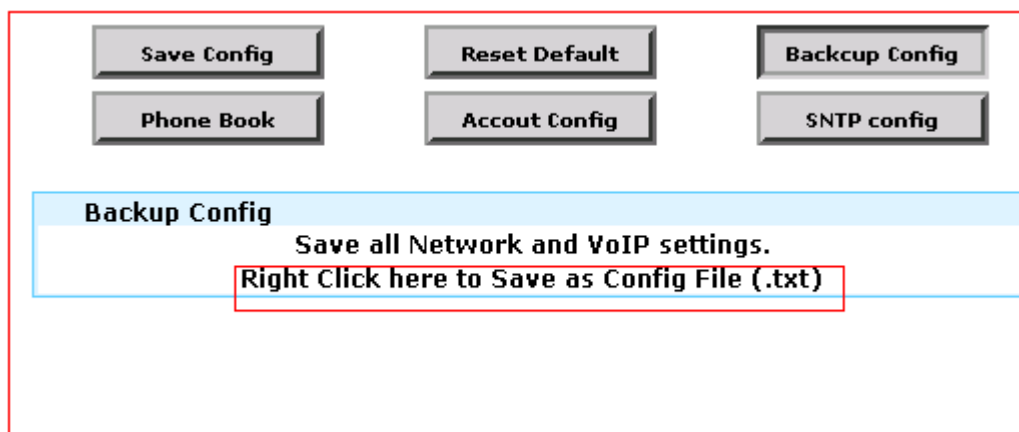 Save Config Reset Default Backcup Config
Phone Book Accout Config SNTP config
Backup Config
Save all Network and VoIP settings.
Right Click here to Save as Config File (.txt)